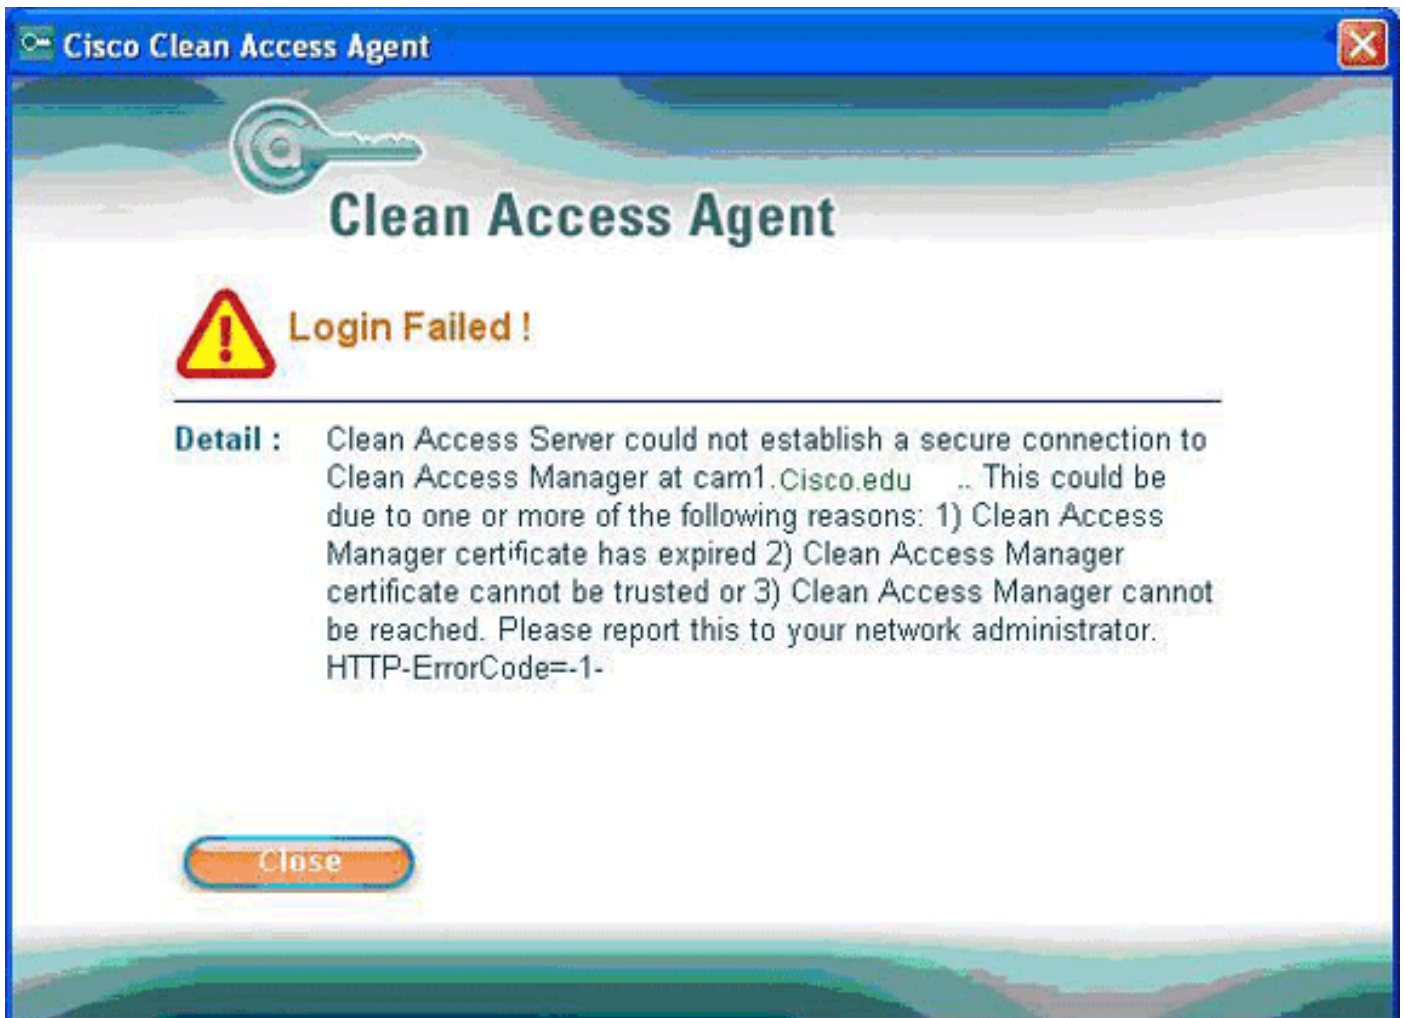 Cisco Clean Access Agent
Clean Access Agent
Login Failed !
Detail : Clean Access Server could not establish a secure connection to
Clean Access Manager at cam1.Cisco.edu .. This could be
due to one or more of the following reasons: 1) Clean Access
Manager certificate has expired 2) Clean Access Manager
certificate cannot be trusted or 3) Clean Access Manager cannot
be reached. Please report this to your network administrator.
HTTP-ErrorCode=-1-
Close